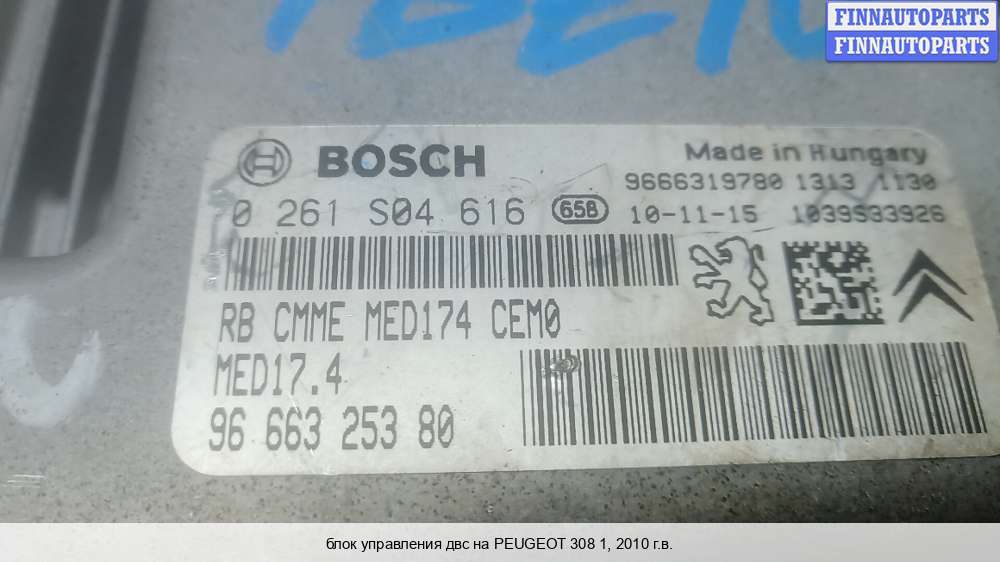 FINNAUTOPARTS
FINNAUTOPARTS
BOSCH
Made in Hungary
9666319780 1313 1130
0 261 S04 616 658 10-11-15 1039S33926
RB CMME MED174 CEM0
MED17.4
96 663 253 80
блок управления двс на PEUGEOT 308 1, 2010 г.в.